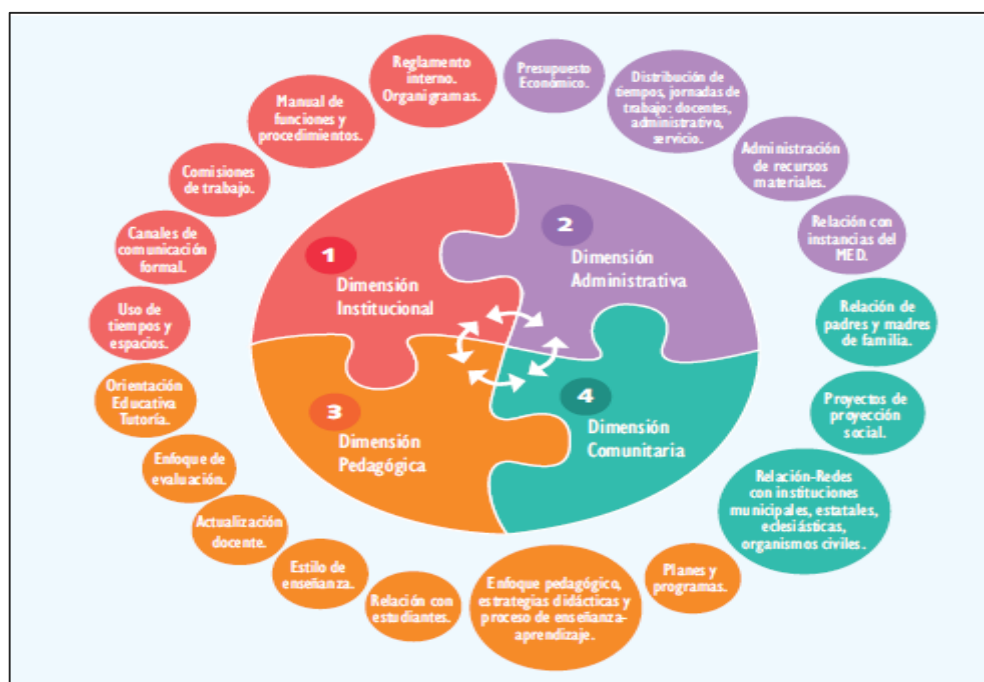 Reglamento
interno.
Organigramas.
Presupuesto
Económico.
Distribución de
tiempos, jornadas de
trabajo: docentes,
administrativo,
servicio.
Manual de
funciones y
procedimientos.
Administración
de recursos
materiales.
Comisiones
de trabajo.
Relación con
instancias del
MED.
Canales de
comunicación
formal.
Uso de
tiempos y
espacios.
Relación de
padres y madres
de familia.
Orientación
Educativa
Tutoría.
Proyectos de
proyección
social.
Enfoque de
evaluación.
Relación-Redes
con instituciones
municipales, estatales,
eclesiásticas,
organismos civiles.
Actualización
docente.
Estilo de
enseñanza.
Relación con
estudiantes.
Enfoque pedagógico,
estrategias didácticas y
proceso de enseñanza-
aprendizaje.
Planes y
programas.
1
Dimensión
Institucional
2
Dimensión
Administrativa
3
Dimensión
Pedagógica
4
Dimensión
Comunitaria